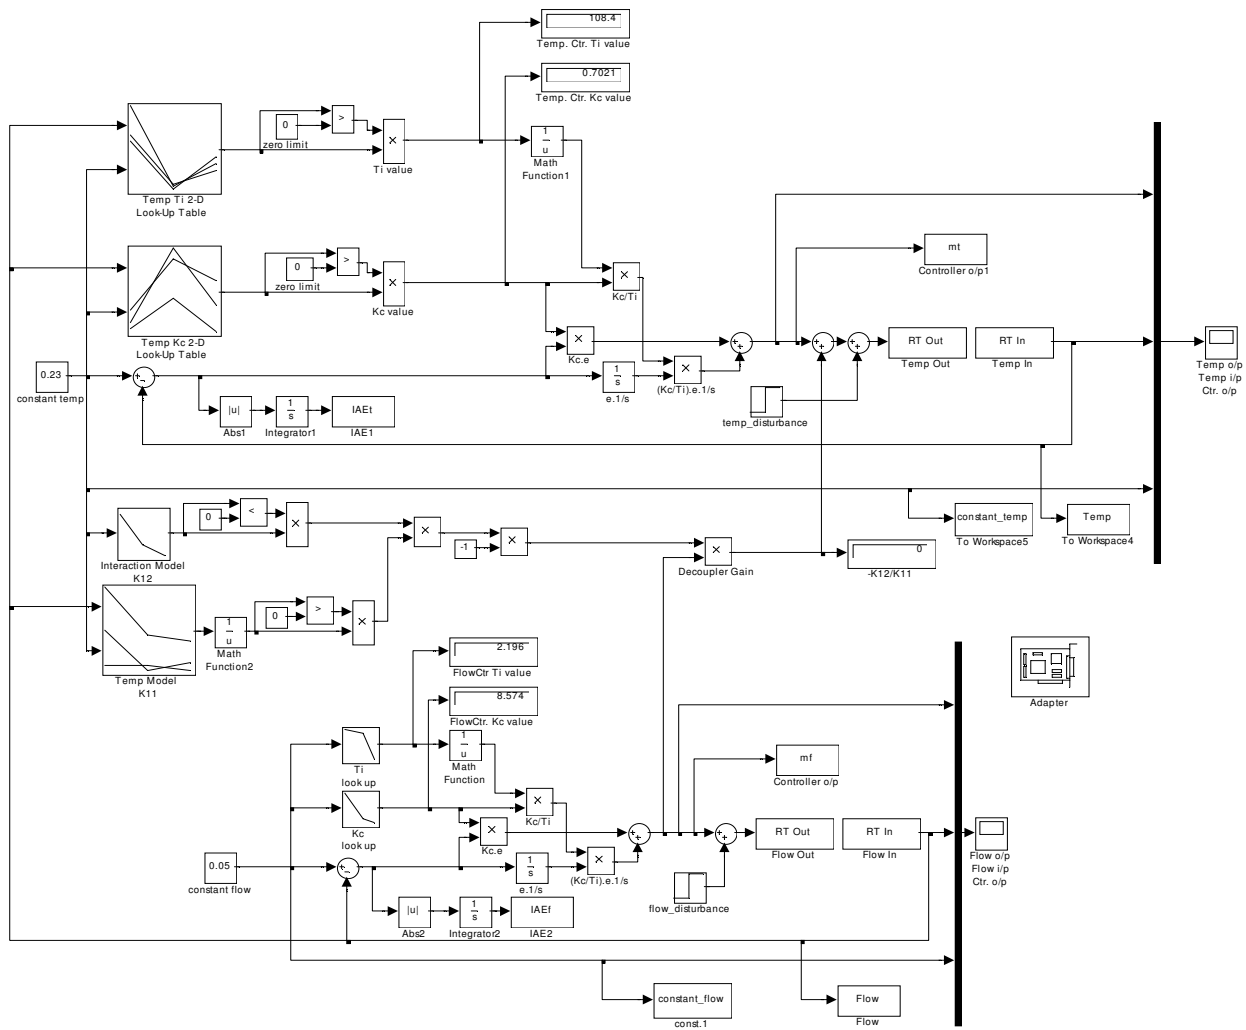 108.4
Temp. Ctr. Ti value
0.7021
Temp. Ctr. Kc value
>
0
zero limit
×
Ti value
1
u
Math
Function1
Temp Ti 2-D
Look-Up Table
mt
Controller o/p1
>
0
zero limit
×
Kc value
×
Kc/Ti
Temp Kc 2-D
Look-Up Table
×
Kc.e
RT Out
Temp Out
RT In
Temp In
Temp o/p
Temp i/p
Ctr. o/p
0.23
constant temp
1
s
e.1/s
×
(Kc/Ti).e.1/s
temp_disturbance
|u|
Abs1
1
s
Integrator1
IAEt
IAE1
<
0
×
×
-1
×
×
Decoupler Gain
0
-K12/K11
constant_temp
To Workspace5
Temp
To Workspace4
Interaction Model
K12
>
0
×
1
u
Math
Function2
Temp Model
K11
2.196
FlowCtr Ti value
8.574
FlowCtr. Kc value
Adapter
Ti
look up
1
u
Math
Function
mf
Controller o/p
Kc
look up
×
Kc/Ti
×
Kc.e
RT Out
Flow Out
RT In
Flow In
Flow o/p
Flow i/p
Ctr. o/p
0.05
constant flow
1
s
e.1/s
×
(Kc/Ti).e.1/s
flow_disturbance
|u|
Abs2
1
s
Integrator2
IAEf
IAE2
constant_flow
const.1
Flow
Flow